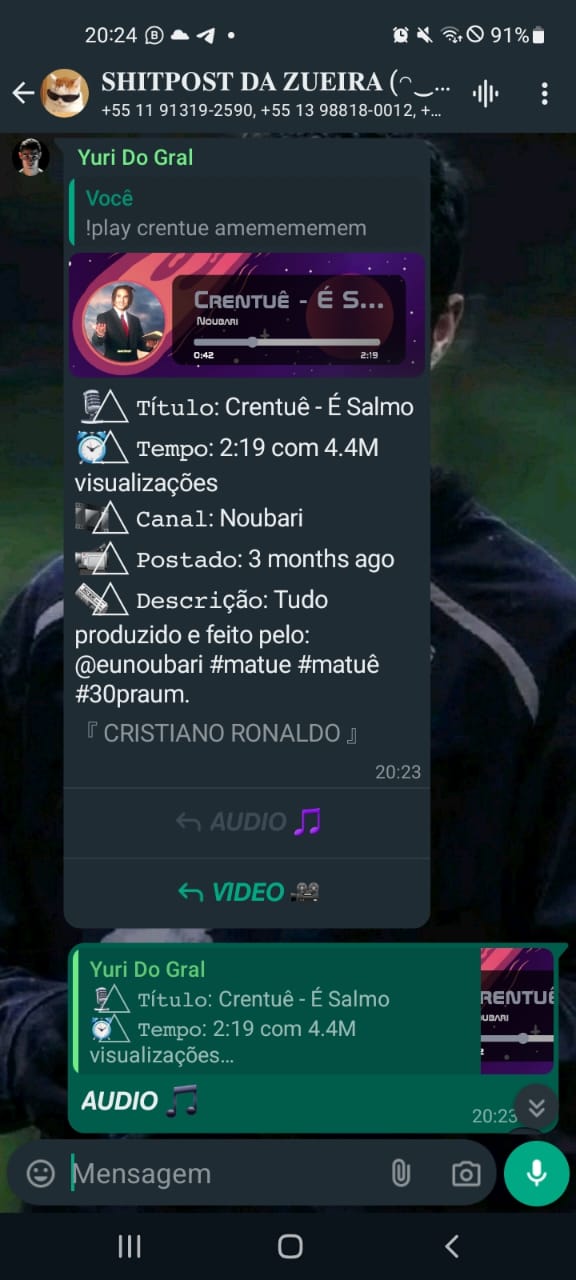 20:24
91%
SHITPOST DA ZUEIRA (◠‿...
+55 11 91319-2590, +55 13 98818-0012, +...
Yuri Do Gral
Você
!play crentue amemememem
Crentuê - É S...
Noubari
0:42
2:19
Título: Crentuê - É Salmo
Tempo: 2:19 com 4.4M
visualizações
Canal: Noubari
Postado: 3 months ago
Descrição: Tudo
produzido e feito pelo:
@eunoubari #matue #matuê
#30praum.
『 CRISTIANO RONALDO 』
20:23
AUDIO 🎵
VIDEO 📽
Yuri Do Gral
Título: Crentuê - É Salmo
Tempo: 2:19 com 4.4M
visualizações...
RENTUÊ
UBARI
AUDIO 🎵
20:23
Mensagem